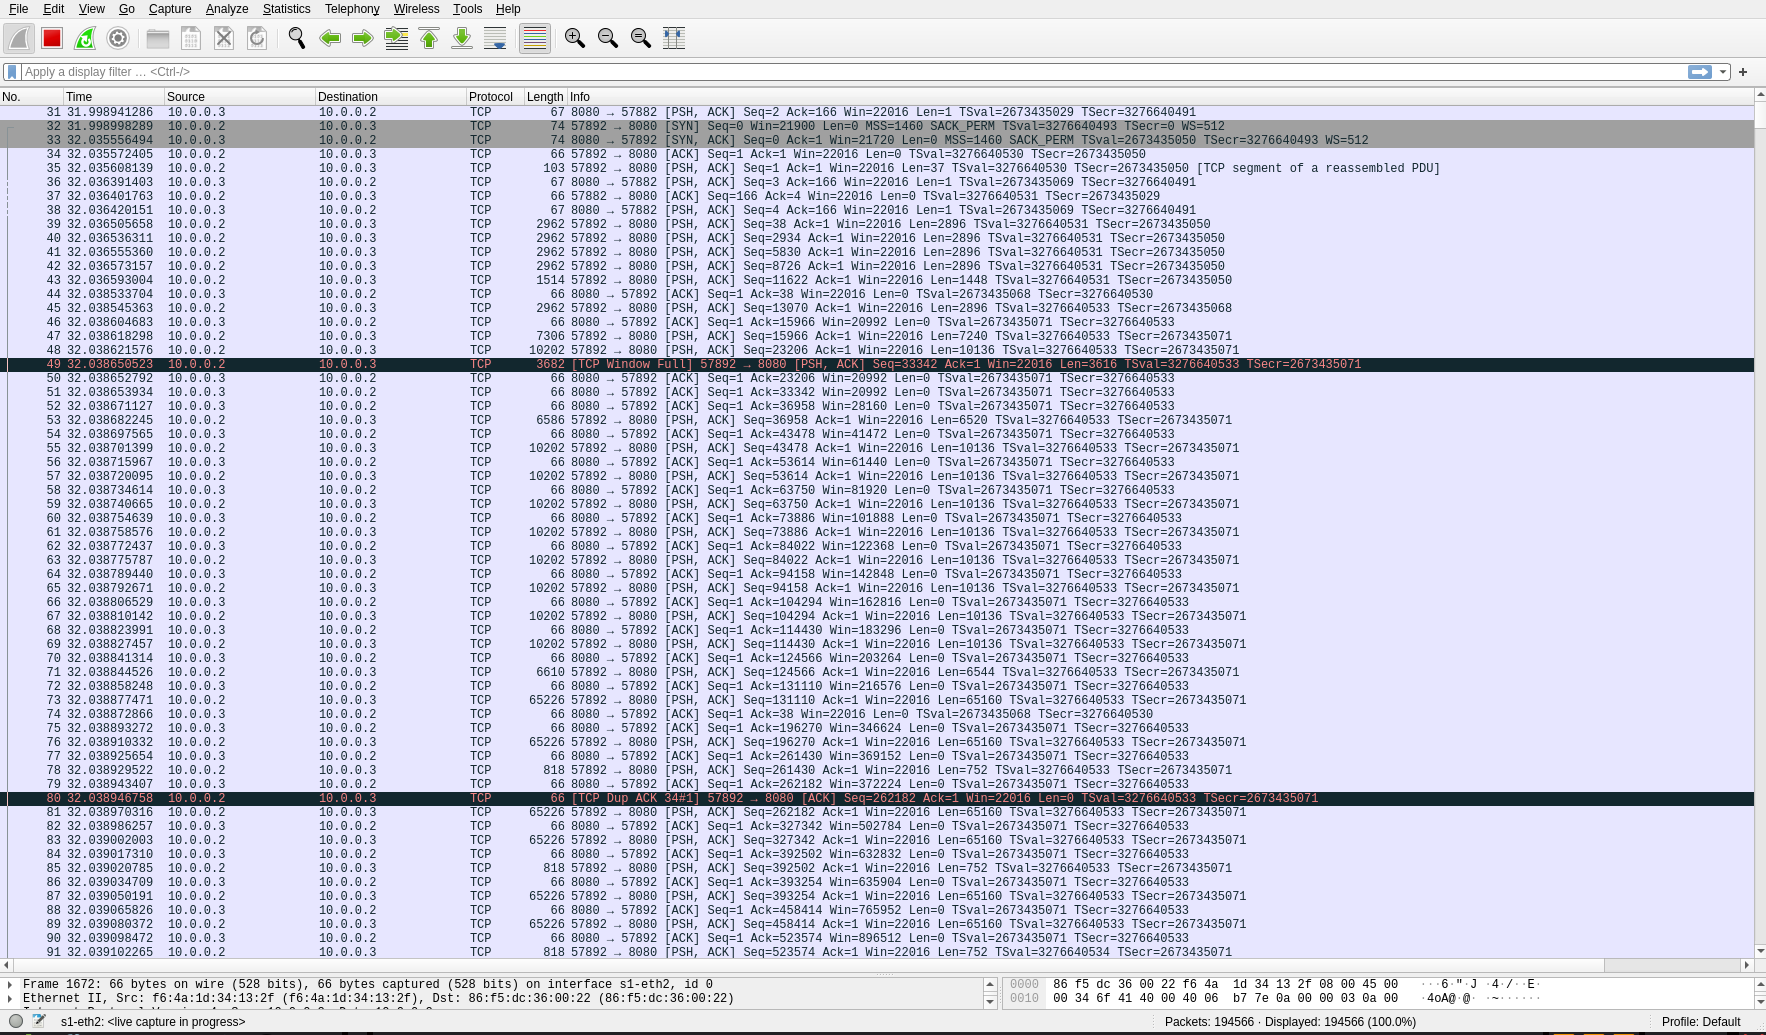 File Edit View Go Capture Analyze Statistics Telephony Wireless Tools Help
Apply a display filter … <Ctrl-/>
No. Time Source Destination Protocol Length Info
31 31.998941286 10.0.0.3 10.0.0.2 TCP 67 8080 → 57882 [PSH, ACK] Seq=2 Ack=166 Win=22016 Len=1 TSval=2673435029 TSecr=3276640491
32 31.998998289 10.0.0.2 10.0.0.3 TCP 74 57892 → 8080 [SYN] Seq=0 Win=21900 Len=0 MSS=1460 SACK_PERM TSval=3276640493 TSecr=0 WS=512
33 32.035556494 10.0.0.3 10.0.0.2 TCP 74 8080 → 57892 [SYN, ACK] Seq=0 Ack=1 Win=21720 Len=0 MSS=1460 SACK_PERM TSval=2673435050 TSecr=3276640493 WS=512
34 32.035572405 10.0.0.2 10.0.0.3 TCP 66 57892 → 8080 [ACK] Seq=1 Ack=1 Win=22016 Len=0 TSval=3276640530 TSecr=2673435050
35 32.035608139 10.0.0.2 10.0.0.3 TCP 103 57892 → 8080 [PSH, ACK] Seq=1 Ack=1 Win=22016 Len=37 TSval=3276640530 TSecr=2673435050 [TCP segment of a reassembled PDU]
36 32.036391403 10.0.0.3 10.0.0.2 TCP 67 8080 → 57882 [PSH, ACK] Seq=3 Ack=166 Win=22016 Len=1 TSval=2673435069 TSecr=3276640491
37 32.036401763 10.0.0.2 10.0.0.3 TCP 66 57882 → 8080 [ACK] Seq=166 Ack=4 Win=22016 Len=0 TSval=3276640531 TSecr=2673435029
38 32.036420151 10.0.0.3 10.0.0.2 TCP 67 8080 → 57882 [PSH, ACK] Seq=4 Ack=166 Win=22016 Len=1 TSval=2673435069 TSecr=3276640491
39 32.036505658 10.0.0.2 10.0.0.3 TCP 2962 57892 → 8080 [PSH, ACK] Seq=38 Ack=1 Win=22016 Len=2896 TSval=3276640531 TSecr=2673435050
40 32.036536311 10.0.0.2 10.0.0.3 TCP 2962 57892 → 8080 [PSH, ACK] Seq=2934 Ack=1 Win=22016 Len=2896 TSval=3276640531 TSecr=2673435050
41 32.036555360 10.0.0.2 10.0.0.3 TCP 2962 57892 → 8080 [PSH, ACK] Seq=5830 Ack=1 Win=22016 Len=2896 TSval=3276640531 TSecr=2673435050
42 32.036573157 10.0.0.2 10.0.0.3 TCP 2962 57892 → 8080 [PSH, ACK] Seq=8726 Ack=1 Win=22016 Len=2896 TSval=3276640531 TSecr=2673435050
43 32.036593004 10.0.0.2 10.0.0.3 TCP 1514 57892 → 8080 [PSH, ACK] Seq=11622 Ack=1 Win=22016 Len=1448 TSval=3276640531 TSecr=2673435050
44 32.038533704 10.0.0.3 10.0.0.2 TCP 66 8080 → 57892 [ACK] Seq=1 Ack=38 Win=22016 Len=0 TSval=2673435068 TSecr=3276640530
45 32.038545363 10.0.0.2 10.0.0.3 TCP 2962 57892 → 8080 [PSH, ACK] Seq=13070 Ack=1 Win=22016 Len=2896 TSval=3276640533 TSecr=2673435068
46 32.038604683 10.0.0.3 10.0.0.2 TCP 66 8080 → 57892 [ACK] Seq=1 Ack=15966 Win=20992 Len=0 TSval=2673435071 TSecr=3276640533
47 32.038618298 10.0.0.2 10.0.0.3 TCP 7306 57892 → 8080 [PSH, ACK] Seq=15966 Ack=1 Win=22016 Len=7240 TSval=3276640533 TSecr=2673435071
48 32.038621576 10.0.0.2 10.0.0.3 TCP 10202 57892 → 8080 [PSH, ACK] Seq=23206 Ack=1 Win=22016 Len=10136 TSval=3276640533 TSecr=2673435071
49 32.038650523 10.0.0.2 10.0.0.3 TCP 3682 [TCP Window Full] 57892 → 8080 [PSH, ACK] Seq=33342 Ack=1 Win=22016 Len=3616 TSval=3276640533 TSecr=2673435071
50 32.038652792 10.0.0.3 10.0.0.2 TCP 66 8080 → 57892 [ACK] Seq=1 Ack=23206 Win=20992 Len=0 TSval=2673435071 TSecr=3276640533
51 32.038653934 10.0.0.3 10.0.0.2 TCP 66 8080 → 57892 [ACK] Seq=1 Ack=33342 Win=20992 Len=0 TSval=2673435071 TSecr=3276640533
52 32.038671127 10.0.0.3 10.0.0.2 TCP 66 8080 → 57892 [ACK] Seq=1 Ack=36958 Win=28160 Len=0 TSval=2673435071 TSecr=3276640533
53 32.038682245 10.0.0.2 10.0.0.3 TCP 6586 57892 → 8080 [PSH, ACK] Seq=36958 Ack=1 Win=22016 Len=6520 TSval=3276640533 TSecr=2673435071
54 32.038697565 10.0.0.3 10.0.0.2 TCP 66 8080 → 57892 [ACK] Seq=1 Ack=43478 Win=41472 Len=0 TSval=2673435071 TSecr=3276640533
55 32.038701399 10.0.0.2 10.0.0.3 TCP 10202 57892 → 8080 [PSH, ACK] Seq=43478 Ack=1 Win=22016 Len=10136 TSval=3276640533 TSecr=2673435071
56 32.038715967 10.0.0.3 10.0.0.2 TCP 66 8080 → 57892 [ACK] Seq=1 Ack=53614 Win=61440 Len=0 TSval=2673435071 TSecr=3276640533
57 32.038720095 10.0.0.2 10.0.0.3 TCP 10202 57892 → 8080 [PSH, ACK] Seq=53614 Ack=1 Win=22016 Len=10136 TSval=3276640533 TSecr=2673435071
58 32.038734614 10.0.0.3 10.0.0.2 TCP 66 8080 → 57892 [ACK] Seq=1 Ack=63750 Win=81920 Len=0 TSval=2673435071 TSecr=3276640533
59 32.038740665 10.0.0.2 10.0.0.3 TCP 10202 57892 → 8080 [PSH, ACK] Seq=63750 Ack=1 Win=22016 Len=10136 TSval=3276640533 TSecr=2673435071
60 32.038754639 10.0.0.3 10.0.0.2 TCP 66 8080 → 57892 [ACK] Seq=1 Ack=73886 Win=101888 Len=0 TSval=2673435071 TSecr=3276640533
61 32.038758576 10.0.0.2 10.0.0.3 TCP 10202 57892 → 8080 [PSH, ACK] Seq=73886 Ack=1 Win=22016 Len=10136 TSval=3276640533 TSecr=2673435071
62 32.038772437 10.0.0.3 10.0.0.2 TCP 66 8080 → 57892 [ACK] Seq=1 Ack=84022 Win=122368 Len=0 TSval=2673435071 TSecr=3276640533
63 32.038775787 10.0.0.2 10.0.0.3 TCP 10202 57892 → 8080 [PSH, ACK] Seq=84022 Ack=1 Win=22016 Len=10136 TSval=3276640533 TSecr=2673435071
64 32.038789440 10.0.0.3 10.0.0.2 TCP 66 8080 → 57892 [ACK] Seq=1 Ack=94158 Win=142848 Len=0 TSval=2673435071 TSecr=3276640533
65 32.038792671 10.0.0.2 10.0.0.3 TCP 10202 57892 → 8080 [PSH, ACK] Seq=94158 Ack=1 Win=22016 Len=10136 TSval=3276640533 TSecr=2673435071
66 32.038806529 10.0.0.3 10.0.0.2 TCP 66 8080 → 57892 [ACK] Seq=1 Ack=104294 Win=162816 Len=0 TSval=2673435071 TSecr=3276640533
67 32.038810142 10.0.0.2 10.0.0.3 TCP 10202 57892 → 8080 [PSH, ACK] Seq=104294 Ack=1 Win=22016 Len=10136 TSval=3276640533 TSecr=2673435071
68 32.038823991 10.0.0.3 10.0.0.2 TCP 66 8080 → 57892 [ACK] Seq=1 Ack=114430 Win=183296 Len=0 TSval=2673435071 TSecr=3276640533
69 32.038827457 10.0.0.2 10.0.0.3 TCP 10202 57892 → 8080 [PSH, ACK] Seq=114430 Ack=1 Win=22016 Len=10136 TSval=3276640533 TSecr=2673435071
70 32.038841314 10.0.0.3 10.0.0.2 TCP 66 8080 → 57892 [ACK] Seq=1 Ack=124566 Win=203264 Len=0 TSval=2673435071 TSecr=3276640533
71 32.038844526 10.0.0.2 10.0.0.3 TCP 6610 57892 → 8080 [PSH, ACK] Seq=124566 Ack=1 Win=22016 Len=6544 TSval=3276640533 TSecr=2673435071
72 32.038858248 10.0.0.3 10.0.0.2 TCP 66 8080 → 57892 [ACK] Seq=1 Ack=131110 Win=216576 Len=0 TSval=2673435071 TSecr=3276640533
73 32.038877471 10.0.0.2 10.0.0.3 TCP 65226 57892 → 8080 [PSH, ACK] Seq=131110 Ack=1 Win=22016 Len=65160 TSval=3276640533 TSecr=2673435071
74 32.038872866 10.0.0.3 10.0.0.2 TCP 66 8080 → 57892 [ACK] Seq=1 Ack=38 Win=22016 Len=0 TSval=2673435068 TSecr=3276640530
75 32.038893272 10.0.0.3 10.0.0.2 TCP 66 8080 → 57892 [ACK] Seq=1 Ack=196270 Win=346624 Len=0 TSval=2673435071 TSecr=3276640533
76 32.038910332 10.0.0.2 10.0.0.3 TCP 65226 57892 → 8080 [PSH, ACK] Seq=196270 Ack=1 Win=22016 Len=65160 TSval=3276640533 TSecr=2673435071
77 32.038925654 10.0.0.3 10.0.0.2 TCP 66 8080 → 57892 [ACK] Seq=1 Ack=261430 Win=369152 Len=0 TSval=2673435071 TSecr=3276640533
78 32.038929522 10.0.0.2 10.0.0.3 TCP 818 57892 → 8080 [PSH, ACK] Seq=261430 Ack=1 Win=22016 Len=752 TSval=3276640533 TSecr=2673435071
79 32.038943407 10.0.0.3 10.0.0.2 TCP 66 8080 → 57892 [ACK] Seq=1 Ack=262182 Win=372224 Len=0 TSval=2673435071 TSecr=3276640533
80 32.038946758 10.0.0.2 10.0.0.3 TCP 66 [TCP Dup ACK 34#1] 57892 → 8080 [ACK] Seq=262182 Ack=1 Win=22016 Len=0 TSval=3276640533 TSecr=2673435071
81 32.038970316 10.0.0.2 10.0.0.3 TCP 65226 57892 → 8080 [PSH, ACK] Seq=262182 Ack=1 Win=22016 Len=65160 TSval=3276640533 TSecr=2673435071
82 32.038986257 10.0.0.3 10.0.0.2 TCP 66 8080 → 57892 [ACK] Seq=1 Ack=327342 Win=502784 Len=0 TSval=2673435071 TSecr=3276640533
83 32.039002003 10.0.0.2 10.0.0.3 TCP 65226 57892 → 8080 [PSH, ACK] Seq=327342 Ack=1 Win=22016 Len=65160 TSval=3276640533 TSecr=2673435071
84 32.039017310 10.0.0.3 10.0.0.2 TCP 66 8080 → 57892 [ACK] Seq=1 Ack=392502 Win=632832 Len=0 TSval=2673435071 TSecr=3276640533
85 32.039020785 10.0.0.2 10.0.0.3 TCP 818 57892 → 8080 [PSH, ACK] Seq=392502 Ack=1 Win=22016 Len=752 TSval=3276640533 TSecr=2673435071
86 32.039034709 10.0.0.3 10.0.0.2 TCP 66 8080 → 57892 [ACK] Seq=1 Ack=393254 Win=635904 Len=0 TSval=2673435071 TSecr=3276640533
87 32.039050191 10.0.0.2 10.0.0.3 TCP 65226 57892 → 8080 [PSH, ACK] Seq=393254 Ack=1 Win=22016 Len=65160 TSval=3276640533 TSecr=2673435071
88 32.039065826 10.0.0.3 10.0.0.2 TCP 66 8080 → 57892 [ACK] Seq=1 Ack=458414 Win=765952 Len=0 TSval=2673435071 TSecr=3276640533
89 32.039080372 10.0.0.2 10.0.0.3 TCP 65226 57892 → 8080 [PSH, ACK] Seq=458414 Ack=1 Win=22016 Len=65160 TSval=3276640533 TSecr=2673435071
90 32.039098472 10.0.0.3 10.0.0.2 TCP 66 8080 → 57892 [ACK] Seq=1 Ack=523574 Win=896512 Len=0 TSval=2673435071 TSecr=3276640533
91 32.039102265 10.0.0.2 10.0.0.3 TCP 818 57892 → 8080 [PSH, ACK] Seq=523574 Ack=1 Win=22016 Len=752 TSval=3276640534 TSecr=2673435071
Frame 1672: 66 bytes on wire (528 bits), 66 bytes captured (528 bits) on interface s1-eth2, id 0
Ethernet II, Src: f6:4a:1d:34:13:2f (f6:4a:1d:34:13:2f), Dst: 86:f5:dc:36:00:22 (86:f5:dc:36:00:22)
0000 86 f5 dc 36 00 22 f6 4a 1d 34 13 2f 08 00 45 00 ···6·"·J ·4·/··E·
0010 00 34 6f 41 40 00 40 06 b7 7e 0a 00 00 03 0a 00 ·4oA@·@· ·~······
s1-eth2: <live capture in progress>
Packets: 194566 · Displayed: 194566 (100.0%)
Profile: Default